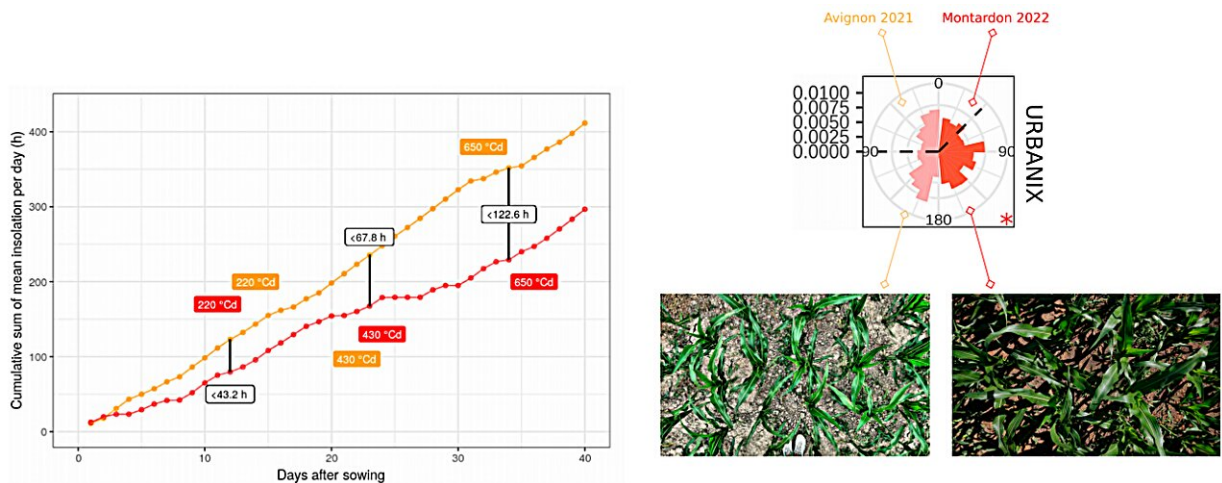 Avignon 2021
Montardon 2022
0.0100
0.0075
0.0050
0.0025
0.0000
0
90
90
180
*
URBANIX
Cumulative sum of mean insolation per day (h)
400
300
200
100
0
650 °Cd
<122.6 h
<67.8 h
220 °Cd
220 °Cd
650 °Cd
430 °Cd
430 °Cd
<43.2 h
0
10
20
30
40
Days after sowing